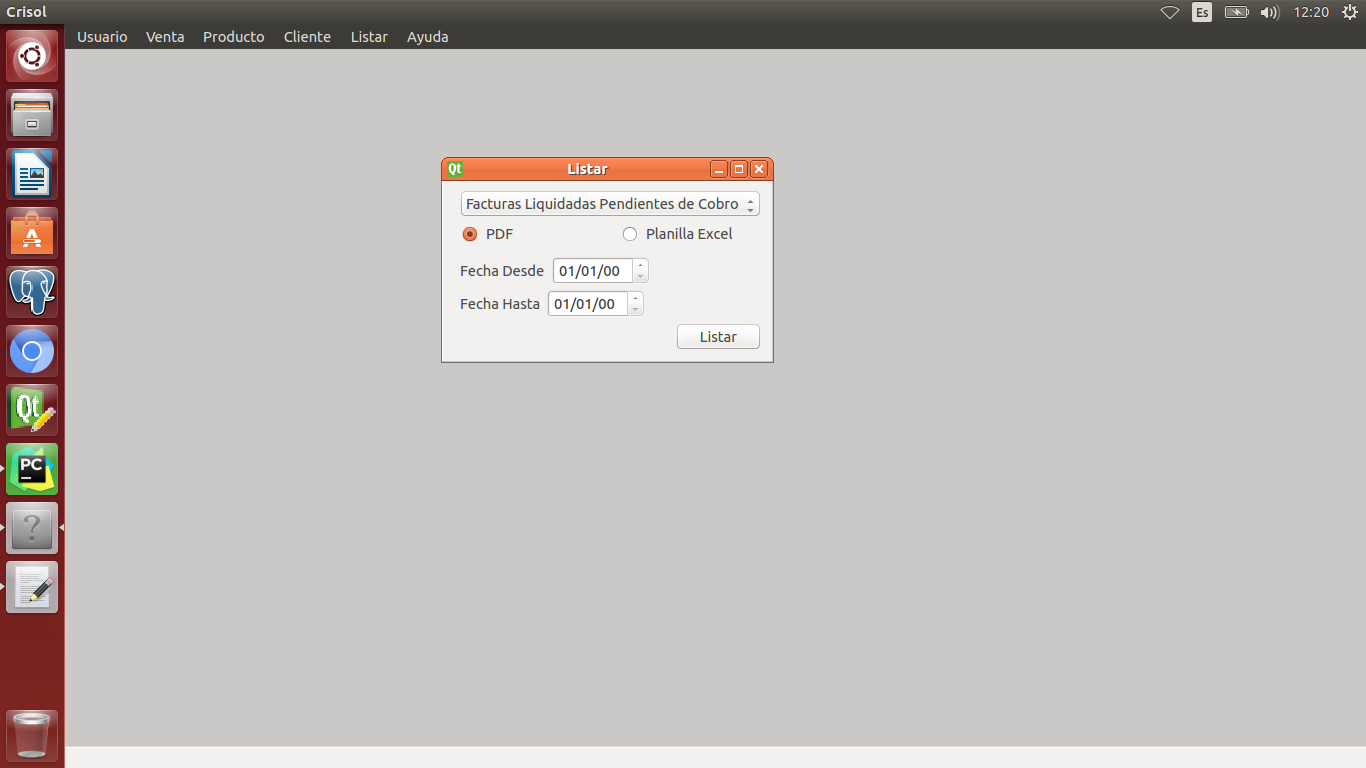 Crisol
Es
12:20
Usuario Venta Producto Cliente Listar Ayuda
Qt Listar
Facturas Liquidadas Pendientes de Cobro
PDF Planilla Excel
Fecha Desde 01/01/00
Fecha Hasta 01/01/00
Listar
A
Qt
PC
?